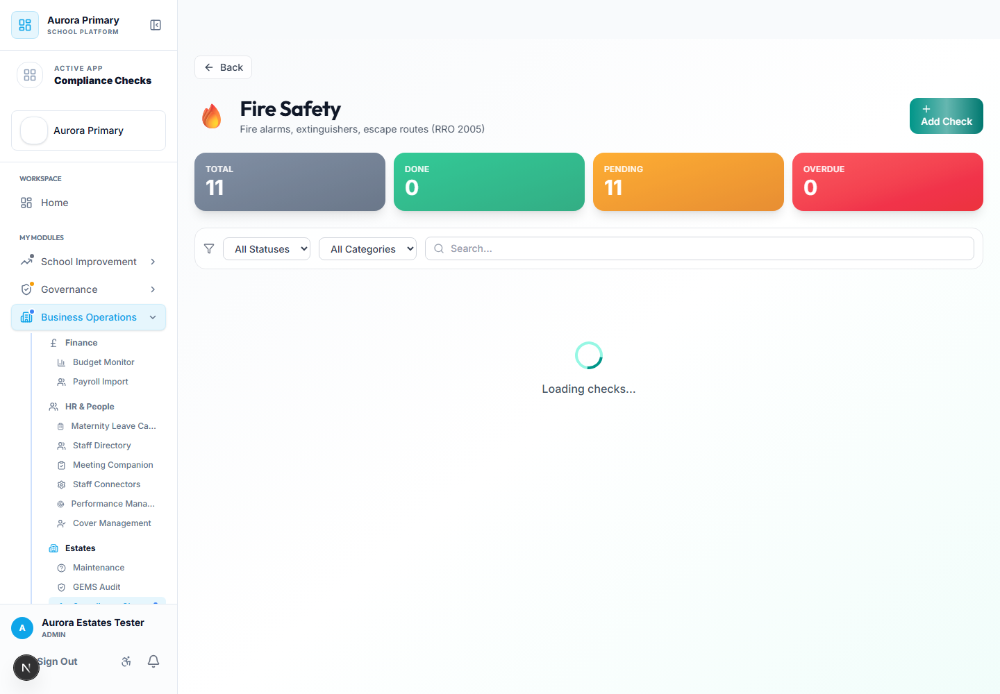 Aurora Primary
SCHOOL PLATFORM
ACTIVE APP
Compliance Checks
Aurora Primary
WORKSPACE
Home
MY MODULES
School Improvement
Governance
Business Operations
Finance
Budget Monitor
Payroll Import
HR & People
Maternity Leave Ca...
Staff Directory
Meeting Companion
Staff Connectors
Performance Mana...
Cover Management
Estates
Maintenance
GEMS Audit
A
Aurora Estates Tester
ADMIN
N
Sign Out
Back
Fire Safety
Fire alarms, extinguishers, escape routes (RRO 2005)
Add Check
TOTAL
11
DONE
0
PENDING
11
OVERDUE
0
All Statuses
All Categories
Search...
Loading checks...